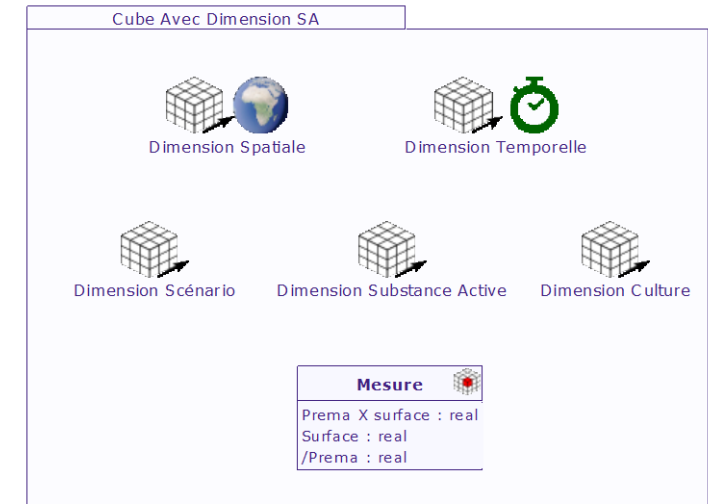 Cube Avec Dimension SA
Dimension Spatiale
Dimension Temporelle
Dimension Scénario
Dimension Substance Active
Dimension Culture
Mesure
Prema X surface : real
Surface : real
/Prema : real